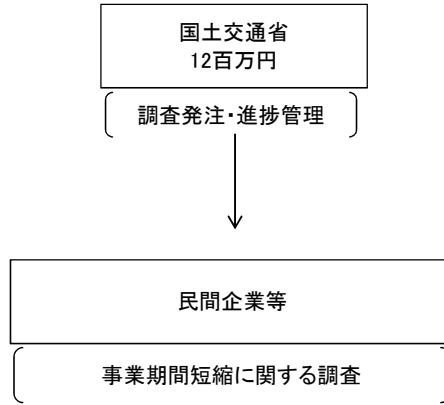 国土交通省
12百万円
調査発注・進捗管理
民間企業等
事業期間短縮に関する調査